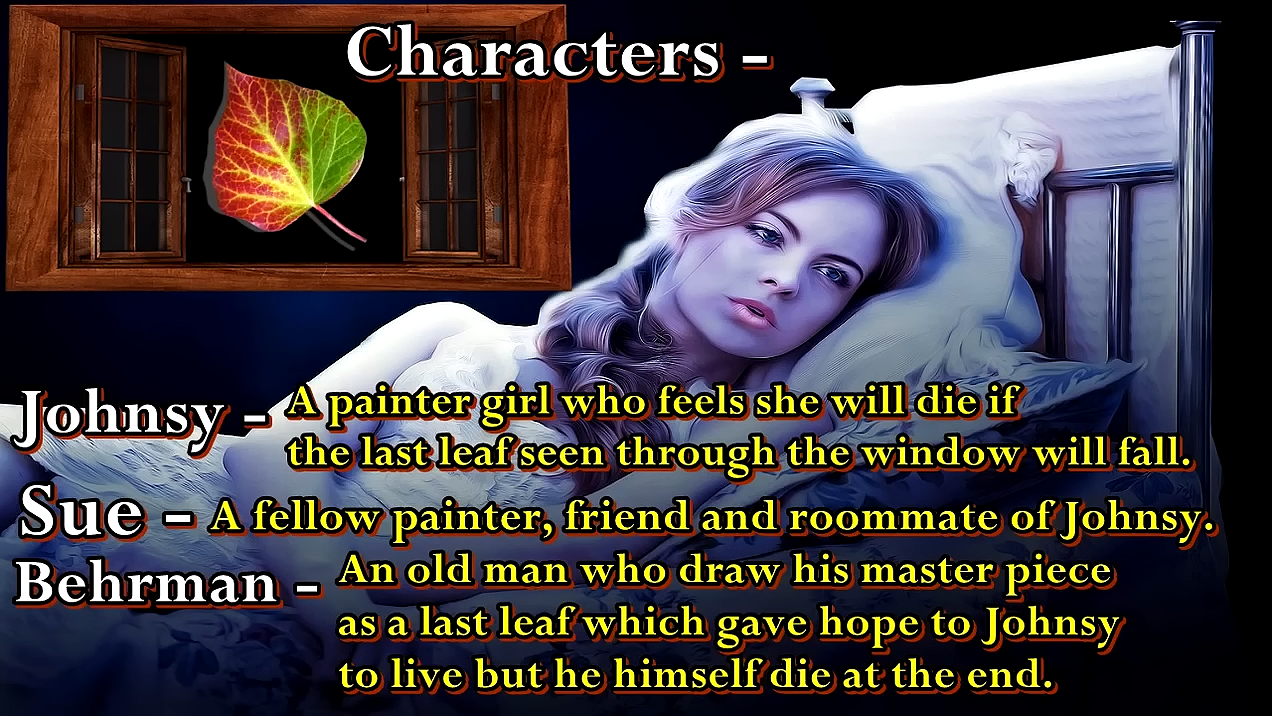 Characters -
Johnsy - A painter girl who feels she will die if
the last leaf seen through the window will fall.
Sue - A fellow painter, friend and roommate of Johnsy.
Behrman - An old man who draw his master piece
as a last leaf which gave hope to Johnsy
to live but he himself die at the end.